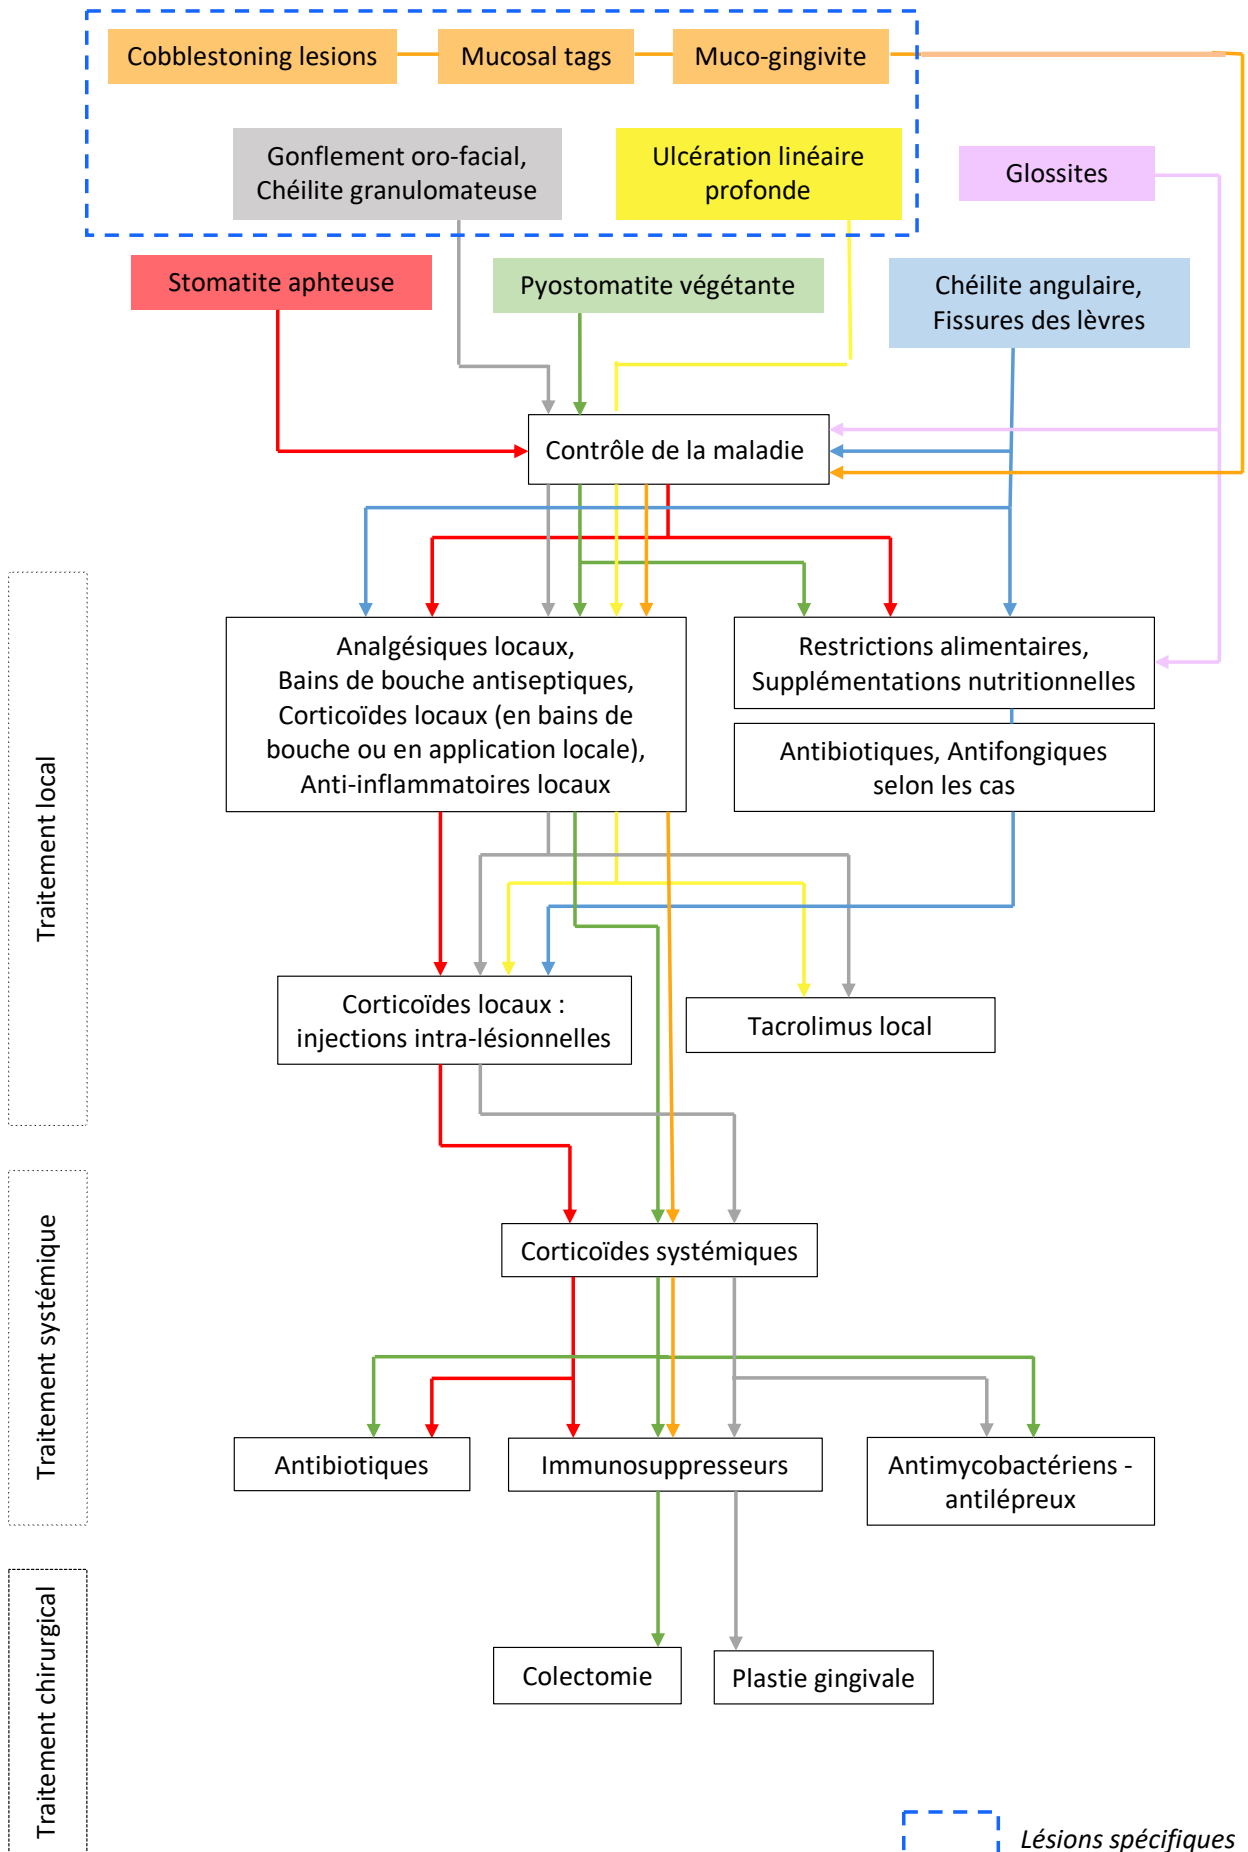 Cobblestoning lesions
Mucosal tags
Muco-gingivite
Gonflement oro-facial,
Chéilite granulomateuse
Ulcération linéaire
profonde
Glossites
Stomatite aphteuse
Pyostomatite végétante
Chéilite angulaire,
Fissures des lèvres
Contrôle de la maladie
Traitement local
Analgésiques locaux,
Bains de bouche antiseptiques,
Corticoïdes locaux (en bains de
bouche ou en application locale),
Anti-inflammatoires locaux
Restrictions alimentaires,
Supplémentations nutritionnelles
Antibiotiques, Antifongiques
selon les cas
Corticoïdes locaux :
injections intra-lésionnelles
Tacrolimus local
Traitement systémique
Corticoïdes systémiques
Antibiotiques
Immunosuppresseurs
Antimycobactériens -
antilépreux
Traitement chirurgical
Colectomie
Plastie gingivale
Lésions spécifiques